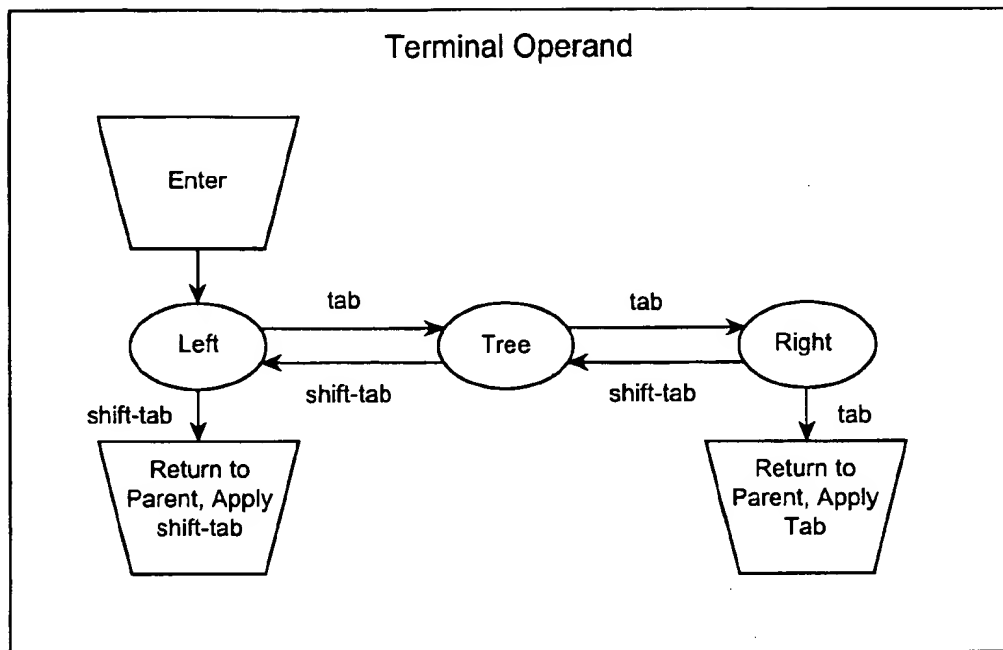 Terminal Operand
Enter
tab
tab
Left
Tree
Right
shift-tab
shift-tab
shift-tab
tab
Return to
Parent, Apply
shift-tab
Return to
Parent, Apply
Tab